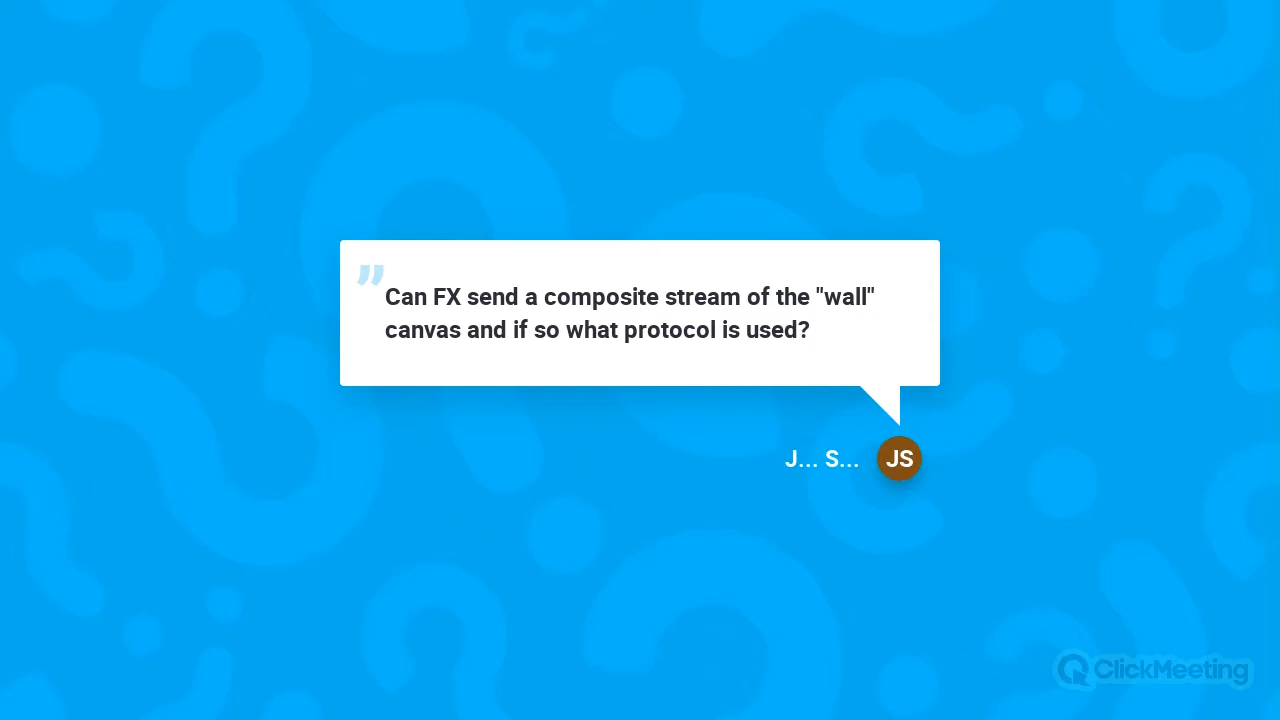 Can FX send a composite stream of the "wall"
canvas and if so what protocol is used?
J... S... JS
ClickMeeting